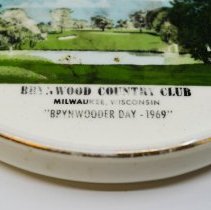 BRYNWOOD COUNTRY CLUB
MILWAUKEE, WISCONSIN
"BRYNWOODER DAY - 1969"